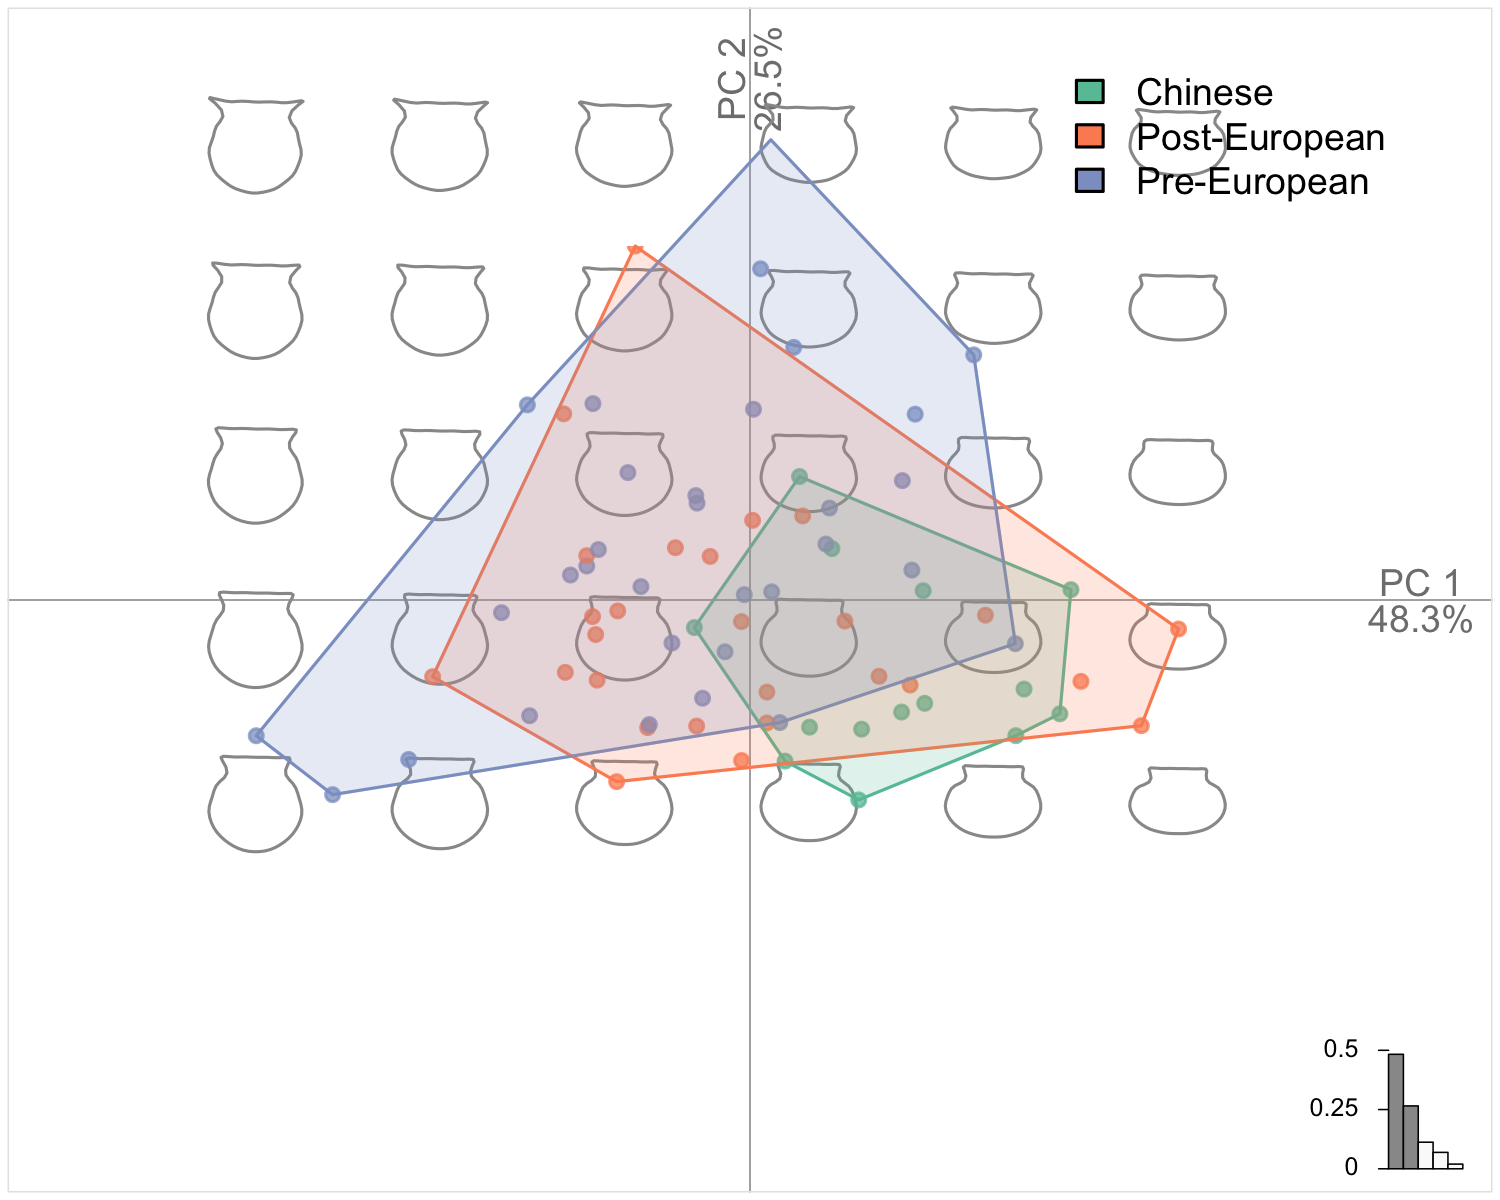 PC 2
26.5%
Chinese
Post-European
Pre-European
PC 1
48.3%
0.5
0.25
0